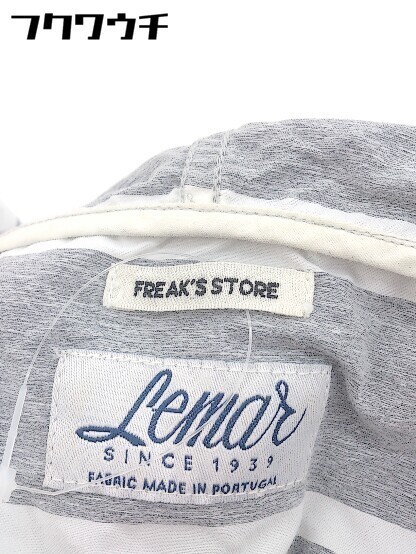 フクワウチ
FREAK'S STORE
Lemar
SINCE 1939
FABRIC MADE IN PORTUGAL